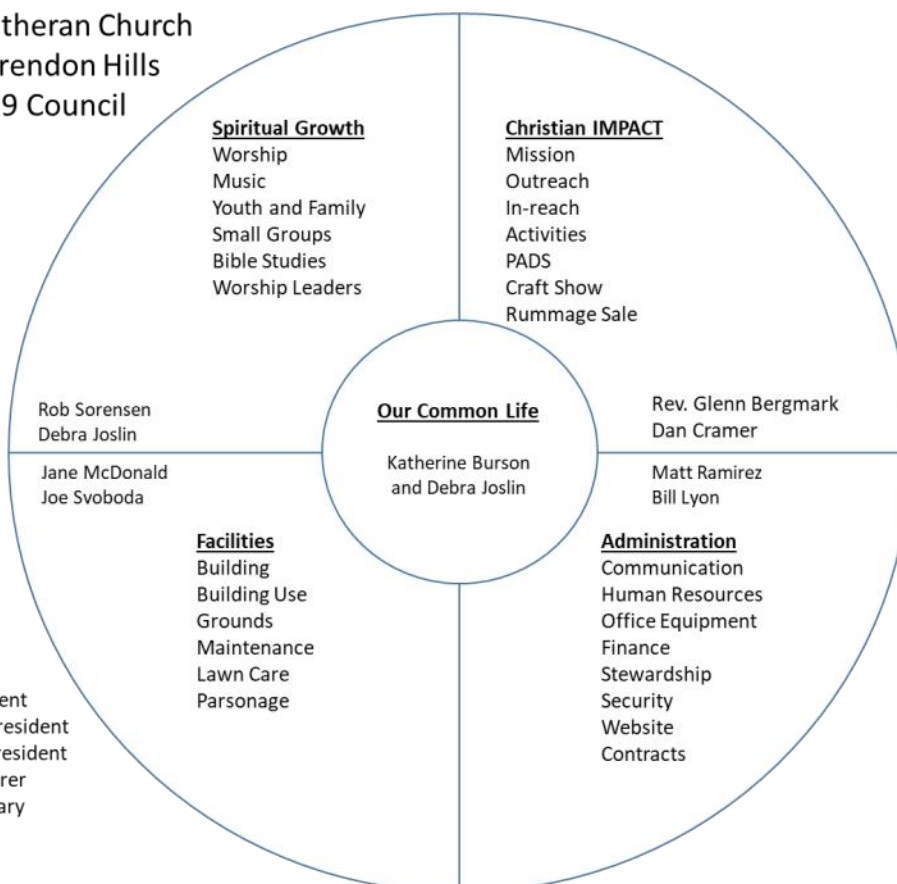 theran Church
rendon Hills
9 Council
Spiritual Growth
Worship
Music
Youth and Family
Small Groups
Bible Studies
Worship Leaders
Christian IMPACT
Mission
Outreach
In-reach
Activities
PADS
Craft Show
Rummage Sale
Rob Sorensen
Debra Joslin
Our Common Life
Katherine Burson
and Debra Joslin
Rev. Glenn Bergmark
Dan Cramer
Jane McDonald
Joe Svoboda
Matt Ramirez
Bill Lyon
Facilities
Building
Building Use
Grounds
Maintenance
Lawn Care
Parsonage
Administration
Communication
Human Resources
Office Equipment
Finance
Stewardship
Security
Website
Contracts
ent
resident
resident
rer
ary